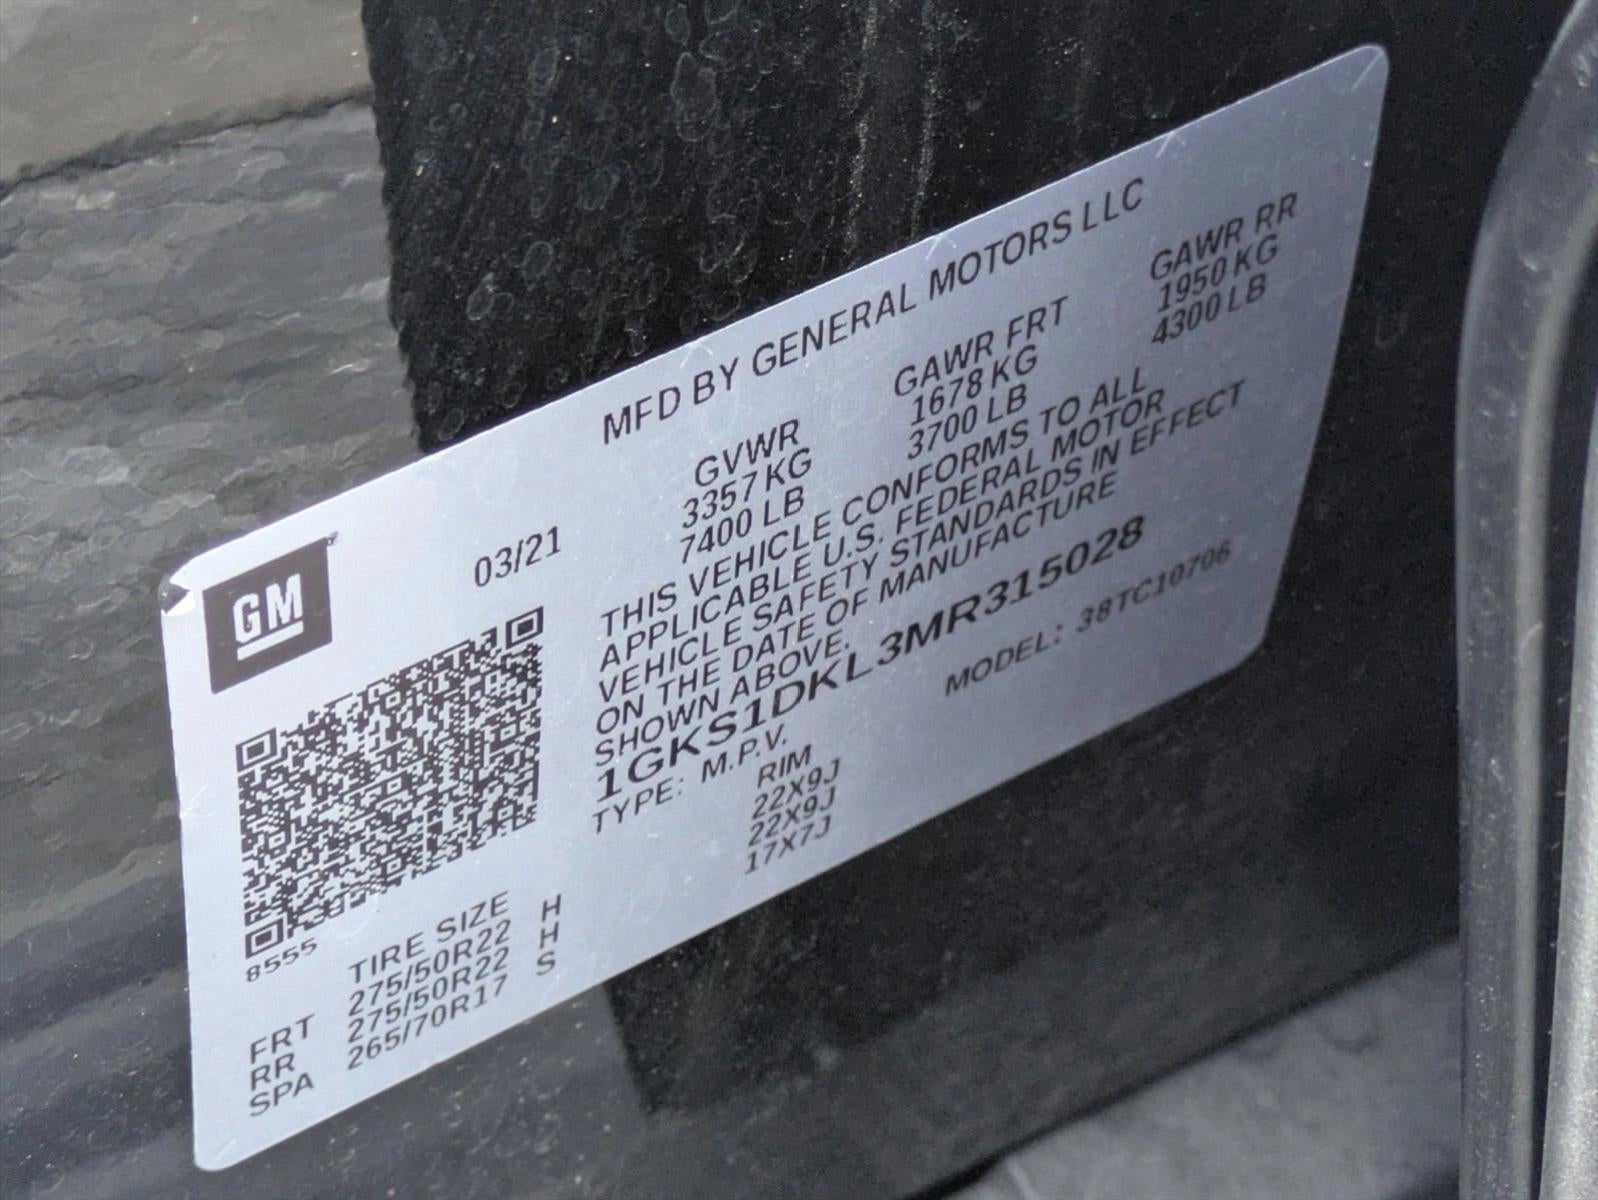 MFD BY GENERAL MOTORS LLC
GM
03/21
GVWR GAWR FRT GAWR RR
3357 KG 1678 KG 1950 KG
7400 LB 3700 LB 4300 LB
THIS VEHICLE CONFORMS TO ALL
APPLICABLE U.S. FEDERAL MOTOR
VEHICLE SAFETY STANDARDS IN EFFECT
ON THE DATE OF MANUFACTURE
SHOWN ABOVE.
1GKS1DKL3MR315028
TYPE: M.P.V. MODEL: 38TC10706
8555
TIRE SIZE RIM
FRT 275/50R22 H 22X9J
RR 275/50R22 H 22X9J
SPA 265/70R17 S 17X7J